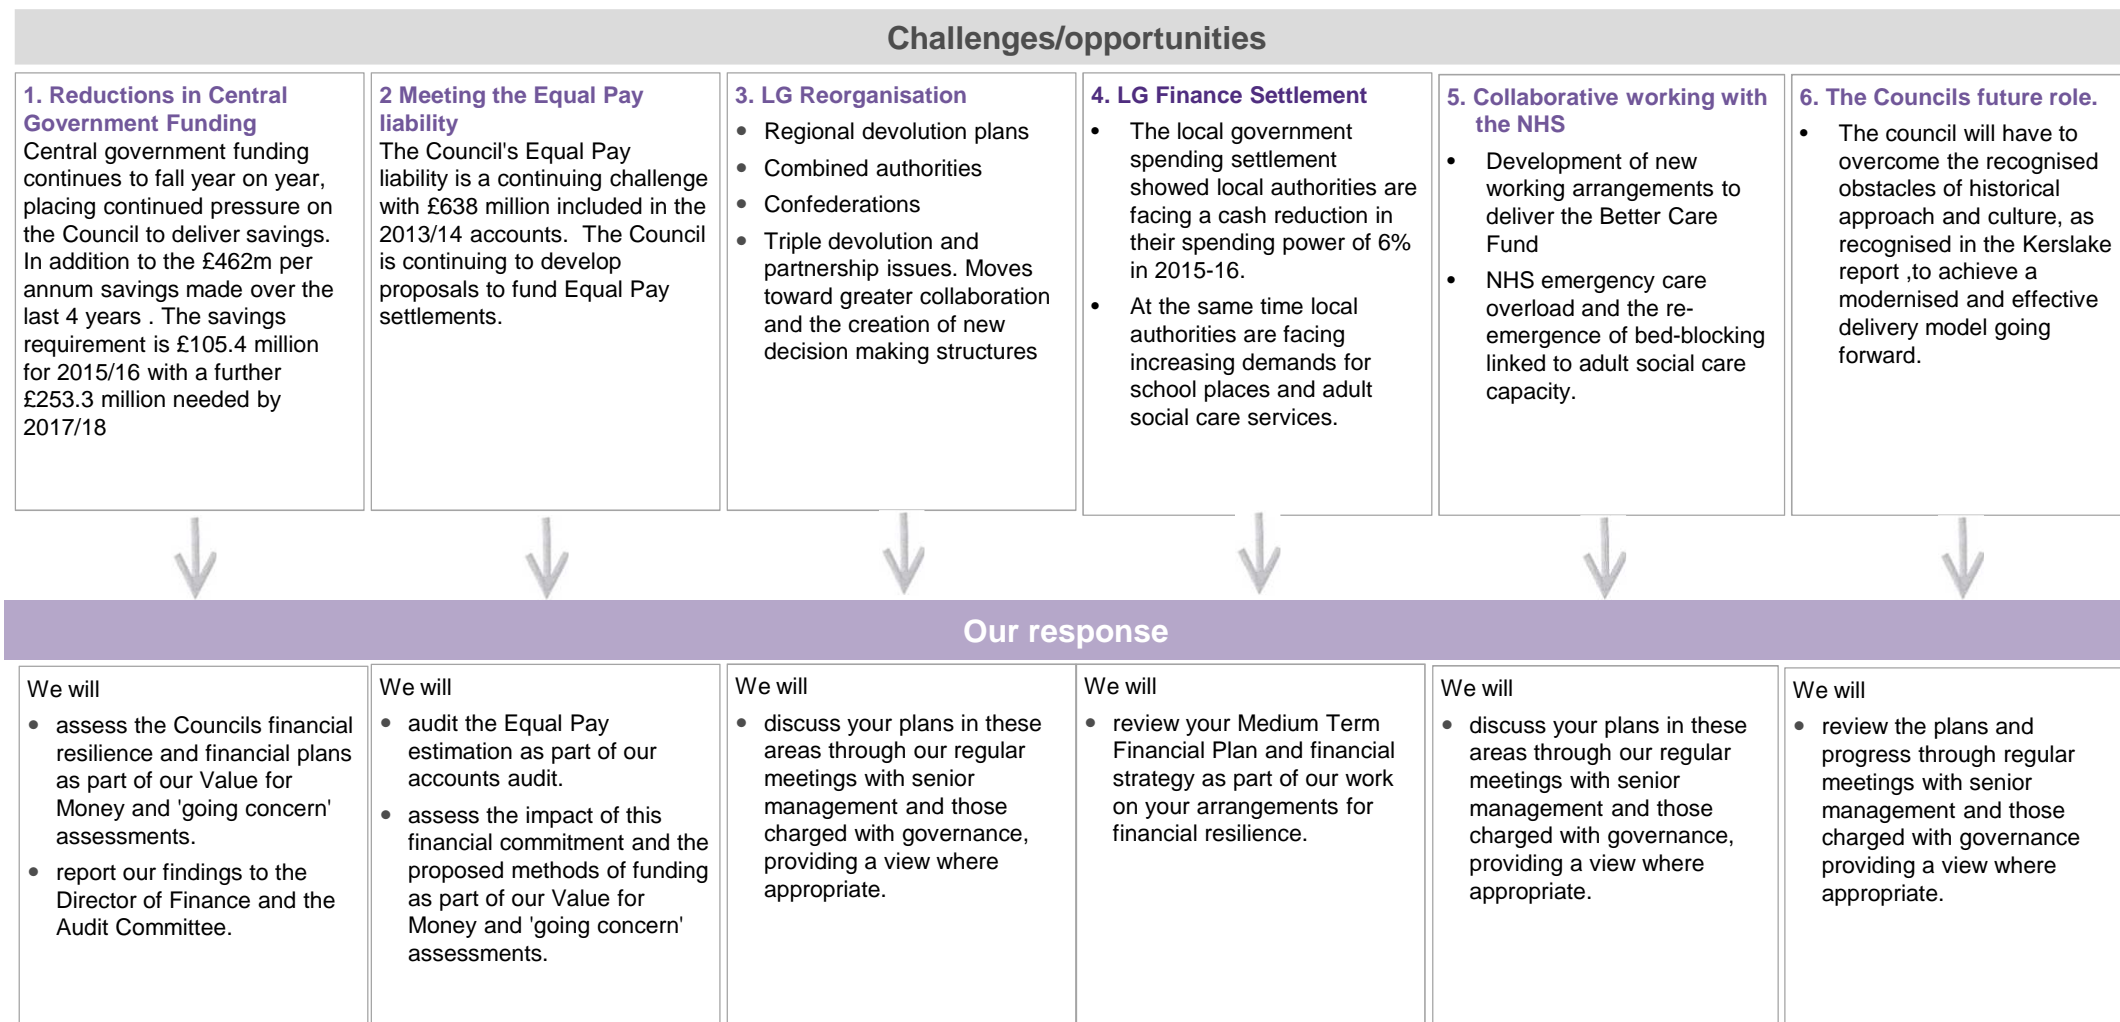 Challenges/opportunities
1. Reductions in Central
Government Funding
Central government funding
continues to fall year on year,
placing continued pressure on
the Council to deliver savings.
In addition to the £462m per
annum savings made over the
last 4 years . The savings
requirement is £105.4 million
for 2015/16 with a further
£253.3 million needed by
2017/18
2 Meeting the Equal Pay
liability
The Council's Equal Pay
liability is a continuing challenge
with £638 million included in the
2013/14 accounts.  The Council
is continuing to develop
proposals to fund Equal Pay
settlements.
3. LG Reorganisation
• Regional devolution plans
• Combined authorities
• Confederations
• Triple devolution and
partnership issues. Moves
toward greater collaboration
and the creation of new
decision making structures
4. LG Finance Settlement
• The local government
spending settlement
showed local authorities are
facing a cash reduction in
their spending power of 6%
in 2015-16.
• At the same time local
authorities are facing
increasing demands for
school places and adult
social care services.
5. Collaborative working with
the NHS
• Development of new
working arrangements to
deliver the Better Care
Fund
• NHS emergency care
overload and the re-
emergence of bed-blocking
linked to adult social care
capacity.
6. The Councils future role.
• The council will have to
overcome the recognised
obstacles of historical
approach and culture, as
recognised in the Kerslake
report ,to achieve a
modernised and effective
delivery model going
forward.
Our response
We will
• assess the Councils financial
resilience and financial plans
as part of our Value for
Money and 'going concern'
assessments.
• report our findings to the
Director of Finance and the
Audit Committee.
We will
• audit the Equal Pay
estimation as part of our
accounts audit.
• assess the impact of this
financial commitment and the
proposed methods of funding
as part of our Value for
Money and 'going concern'
assessments.
We will
• discuss your plans in these
areas through our regular
meetings with senior
management and those
charged with governance,
providing a view where
appropriate.
We will
• review your Medium Term
Financial Plan and financial
strategy as part of our work
on your arrangements for
financial resilience.
We will
• discuss your plans in these
areas through our regular
meetings with senior
management and those
charged with governance,
providing a view where
appropriate.
We will
• review the plans and
progress through regular
meetings with senior
management and those
charged with governance
providing a view where
appropriate.